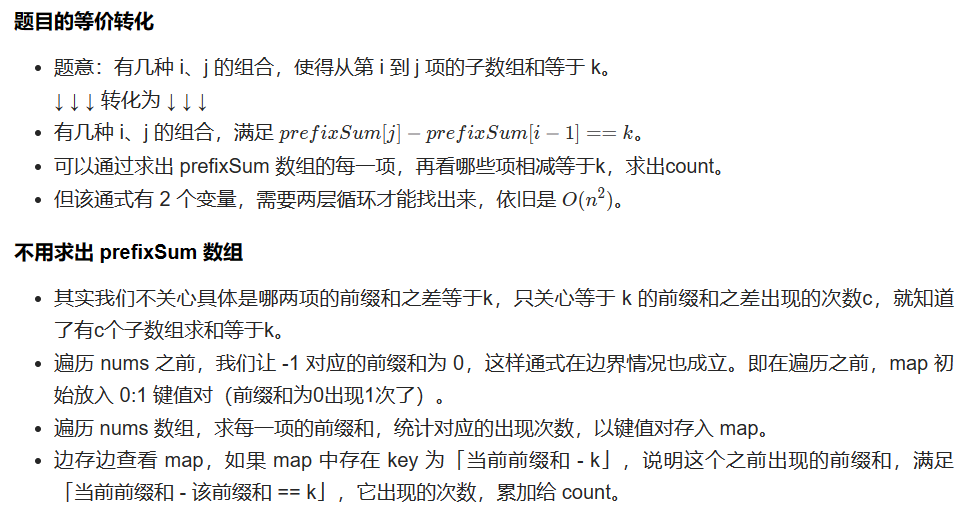 题目的等价转化
• 题意：有几种 i、j 的组合，使得从第 i 到 j 项的子数组和等于 k。
↓ ↓ ↓ 转化为 ↓ ↓ ↓
• 有几种 i、j 的组合，满足 prefixSum[j] − prefixSum[i − 1] == k。
• 可以通过求出 prefixSum 数组的每一项，再看哪些项相减等于k，求出count。
• 但该通式有 2 个变量，需要两层循环才能找出来，依旧是 O(n²)。
不用求出 prefixSum 数组
• 其实我们不关心具体是哪两项的前缀和之差等于k，只关心等于 k 的前缀和之差出现的次数c，就知道
了有c个子数组求和等于k。
• 遍历 nums 之前，我们让 -1 对应的前缀和为 0，这样通式在边界情况也成立。即在遍历之前，map 初
始放入 0:1 键值对（前缀和为0出现1次了）。
• 遍历 nums 数组，求每一项的前缀和，统计对应的出现次数，以键值对存入 map。
• 边存边查看 map，如果 map 中存在 key 为「当前前缀和 - k」，说明这个之前出现的前缀和，满足
「当前前缀和 - 该前缀和 == k」，它出现的次数，累加给 count。